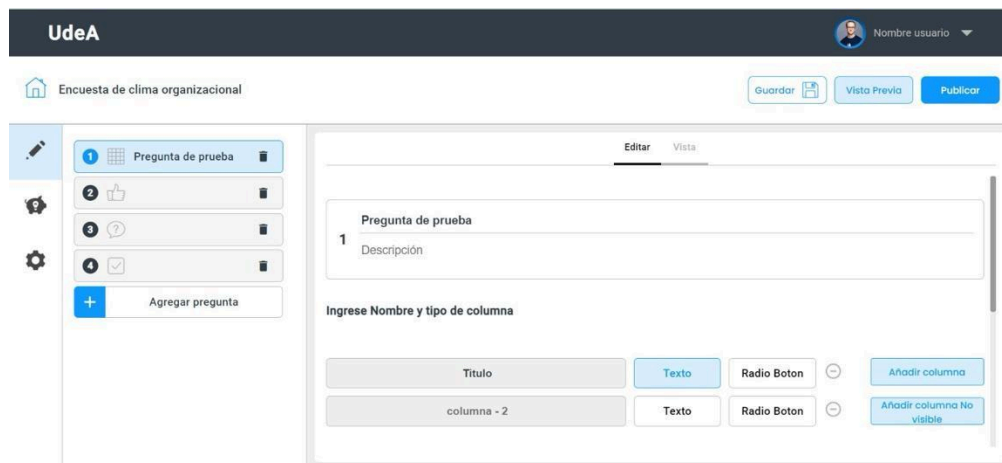 UdeA
Nombre usuario
Encuesta de clima organizacional
Guardar
Vista Previa
Publicar
1 Pregunta de prueba
2
3 ?
4
+ Agregar pregunta
Editar Vista
Pregunta de prueba
1
Descripción
Ingrese Nombre y tipo de columna
Titulo Texto Radio Boton Añadir columna
columna - 2 Texto Radio Boton Añadir columna No
visible